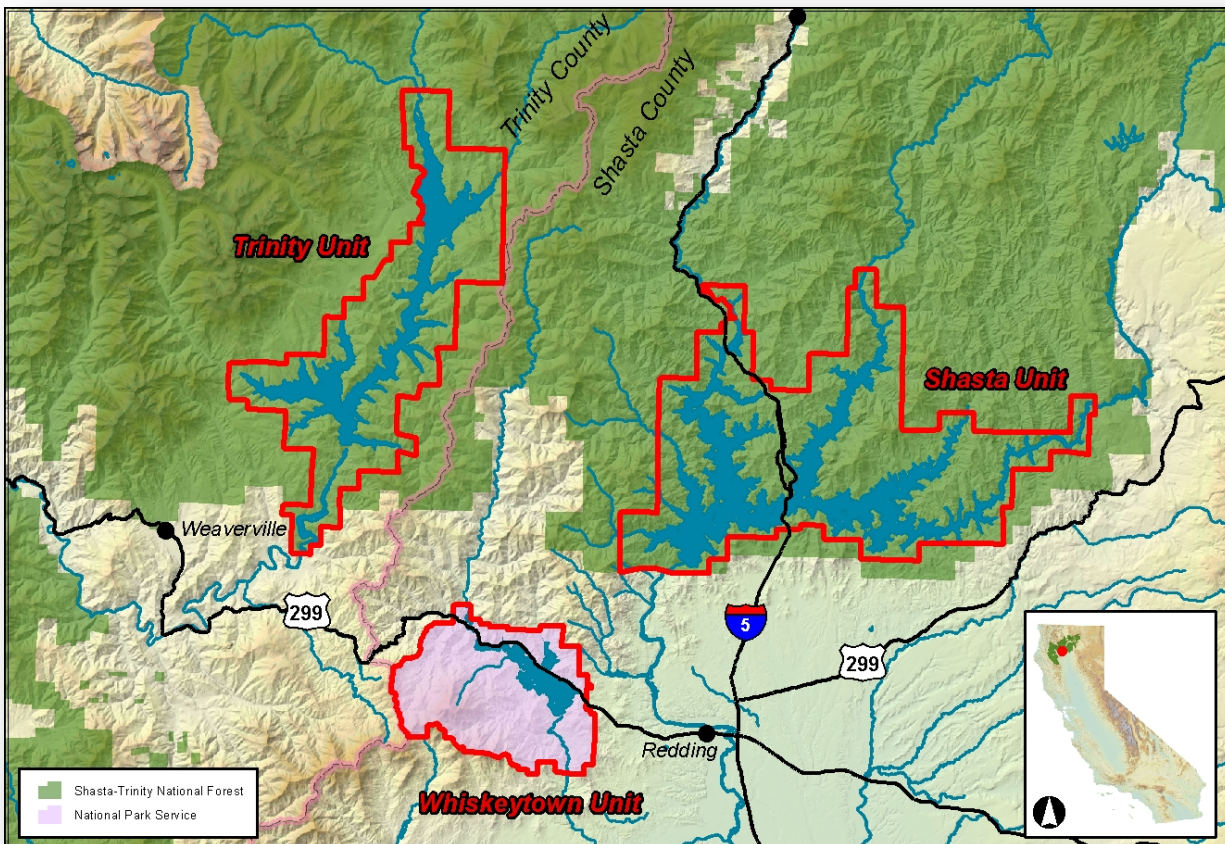 Trinity County
Shasta County
Trinity Unit
Shasta Unit
Weaverville
299
5
299
Redding
Whiskeytown Unit
Shasta-Trinity National Forest
National Park Service